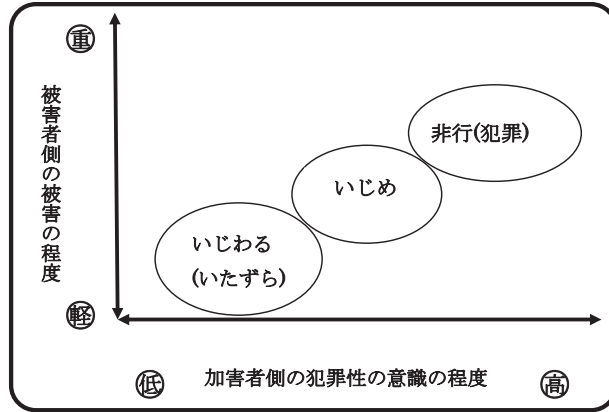 重
被害者側の被害の程度
非行(犯罪)
いじめ
いじわる
(いたずら)
軽
低 加害者側の犯罪性の意識の程度 高